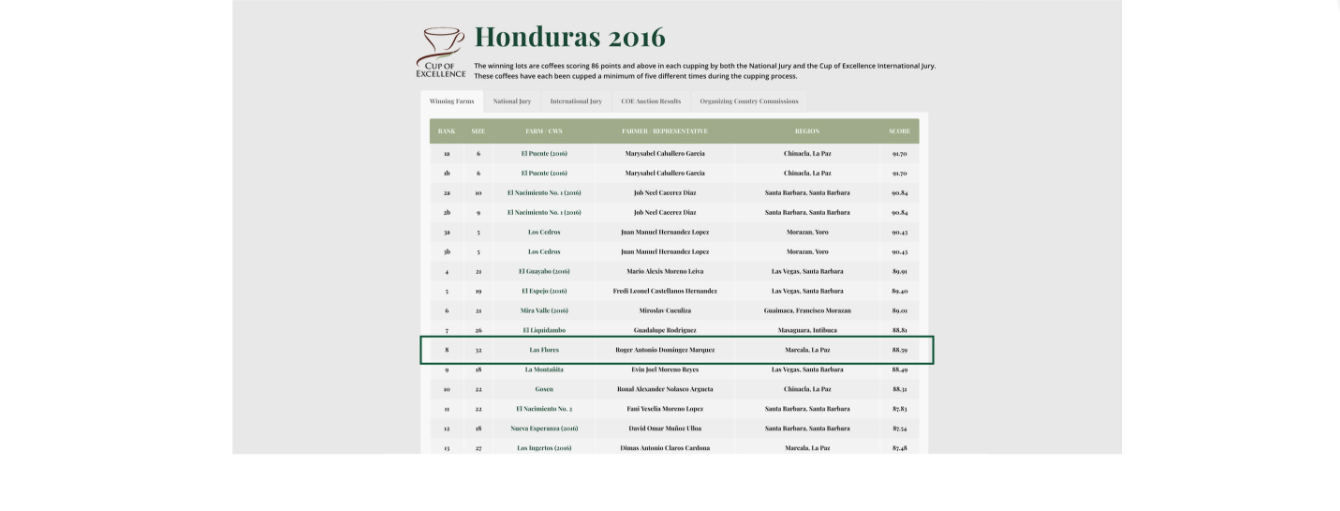 Honduras 2016
CUP OF
EXCELLENCE
The winning lots are coffees scoring 86 points and above in each cupping by both the National Jury and the Cup of Excellence International Jury.
These coffees have each been cupped a minimum of five different times during the cupping process.
Winning Farms National Jury International Jury COE Auction Results Organizing Country Commissions
RANK SIZE FARM / CWS FARMER / REPRESENTATIVE REGION SCORE
1a 6 El Puente (2016) Marysabel Caballero Garcia Chinacla, La Paz 91.70
1b 6 El Puente (2016) Marysabel Caballero Garcia Chinacla, La Paz 91.70
2a 10 El Nacimiento No. 1 (2016) Job Neel Cacerez Diaz Santa Barbara, Santa Barbara 90.84
2b 9 El Nacimiento No. 1 (2016) Job Neel Cacerez Diaz Santa Barbara, Santa Barbara 90.84
3a 5 Los Cedros Juan Manuel Hernandez Lopez Morazan, Yoro 90.43
3b 5 Los Cedros Juan Manuel Hernandez Lopez Morazan, Yoro 90.43
4 21 El Guayabo (2016) Mario Alexis Moreno Leiva Las Vegas, Santa Barbara 89.91
5 19 El Espejo (2016) Fredi Leonel Castellanos Hernandez Las Vegas, Santa Barbara 89.40
6 21 Mira Valle (2016) Miroslav Guaimaca, Francisco Morazan 89.01
7 26 El Liquidambo Guadalupe Rodriguez Masaguara, Intibuca 88.81
8 32 Las Flores Roger Antonio Dominguez Marquez Marcala, La Paz 88.59
9 18 La Montañita Evin Joel Moreno Reyes Las Vegas, Santa Barbara 88.49
10 22 Gosen Ronal Alexander Nolasco Argueta Chinacla, La Paz 88.31
11 22 El Nacimiento No. 2 Fani Yeselia Moreno Lopez Santa Barbara, Santa Barbara 87.83
12 18 Nueva Esperanza (2016) David Omar Muñoz Ulloa Santa Barbara, Santa Barbara 87.54
13 27 Los Ingertos (2016) Dimas Antonio Claros Cardona Marcala, La Paz 87.48